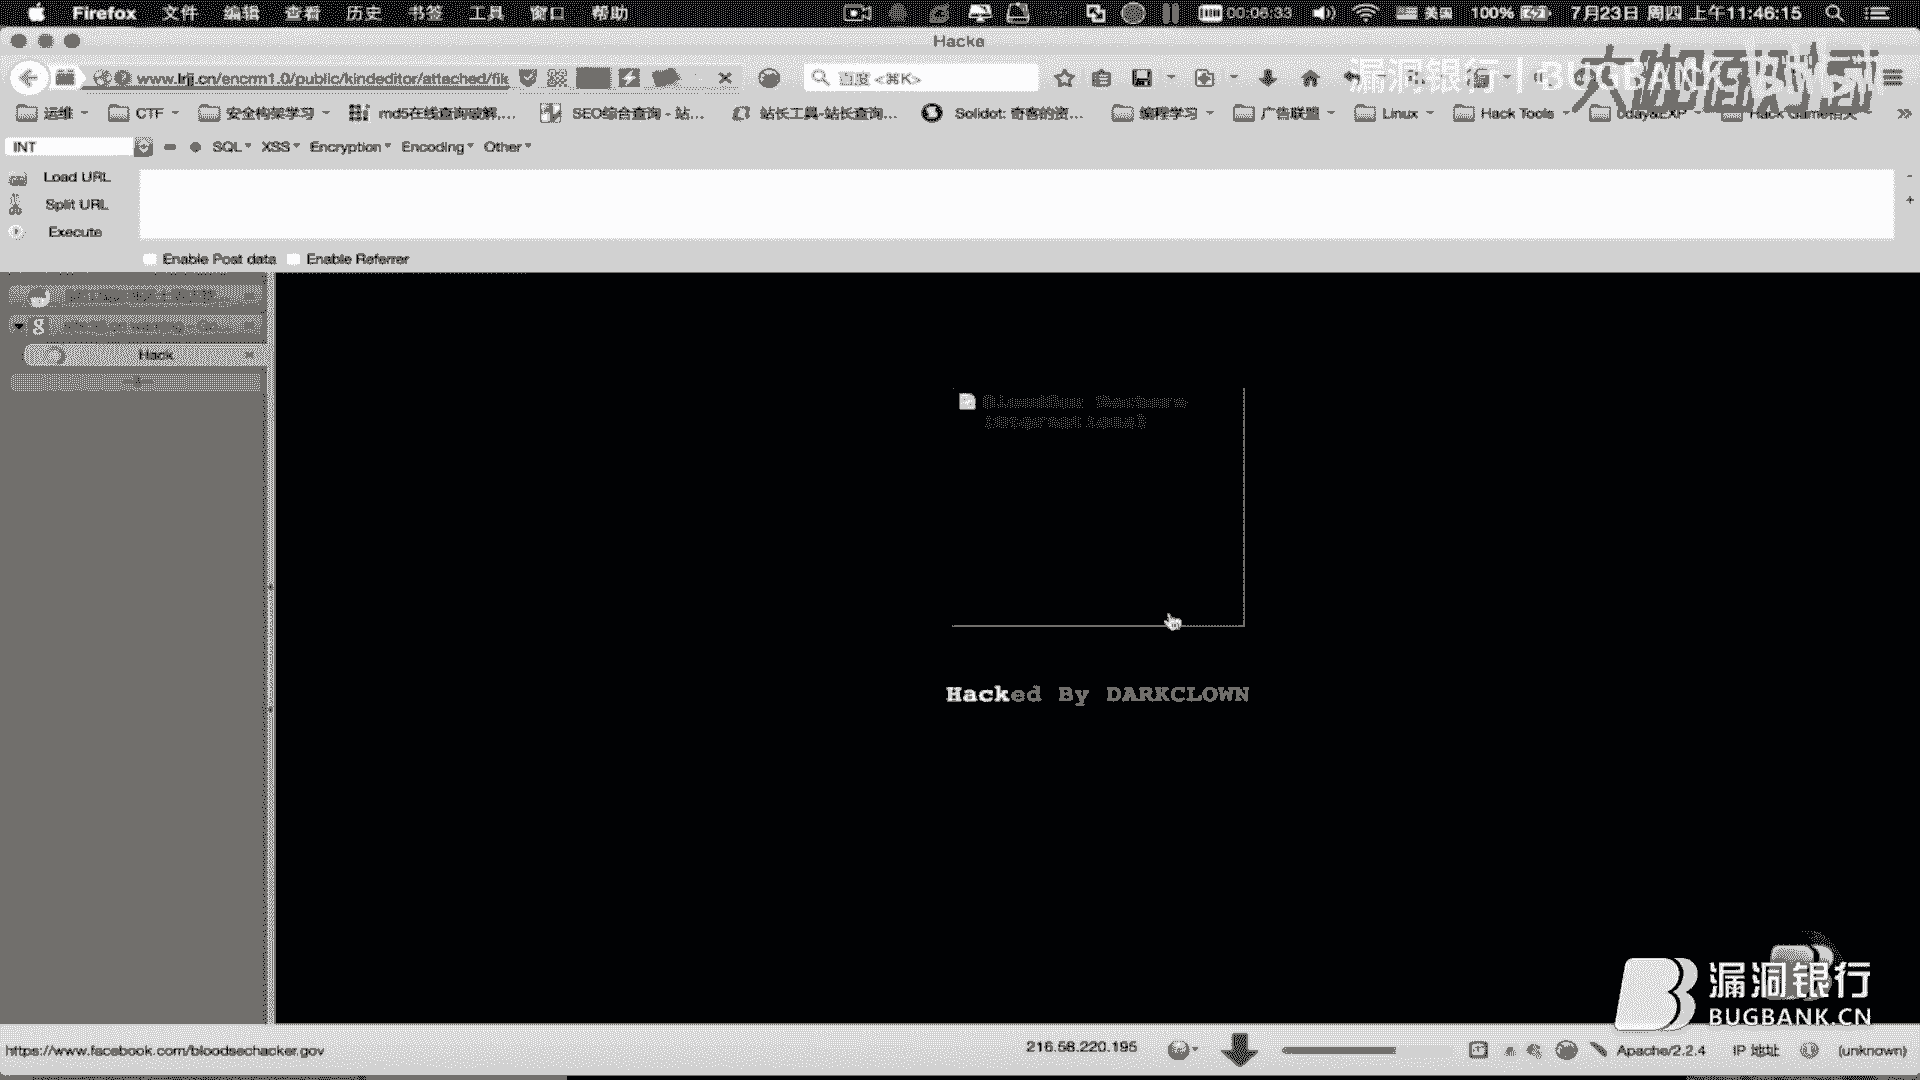 Firefox 文件 编辑 查看 历史 书签 工具 窗口 帮助
00:06:33 美国 100% 7月23日 周四 上午11:46:15
Hacke
www.lrjj.cn/encrm1.0/public/kindeditor/attached/fil
百度 <⌘K>
漏洞银行 | BUGBANK
运维 CTF 安全构架学习 md5在线查询破解,... SEO综合查询 - 站... 站长工具-站长查询... Solidot: 奇客的资... 编程学习 广告联盟 Linux Hack Tools 0day&EXP Hack Game相关
INT SQL XSS Encryption Encoding Other
Load URL
Split URL
Execute
Enable Post data Enable Referrer
Hack
Hacked By DARKCLOWN
漏洞银行
BUGBANK.CN
https://www.facebook.com/bloodsechacker.gov 216.58.220.195 Apache/2.2.4 IP 地址 (unknown)